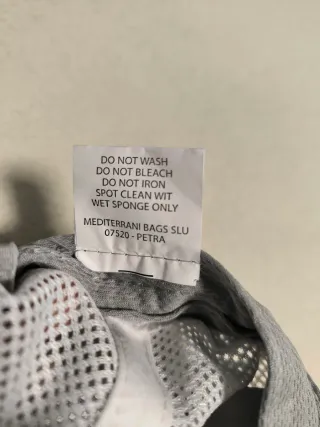 DO NOT WASH
DO NOT BLEACH
DO NOT IRON
SPOT CLEAN WIT
WET SPONGE ONLY
MEDITERRANI BAGS SLU
07520 - PETRA